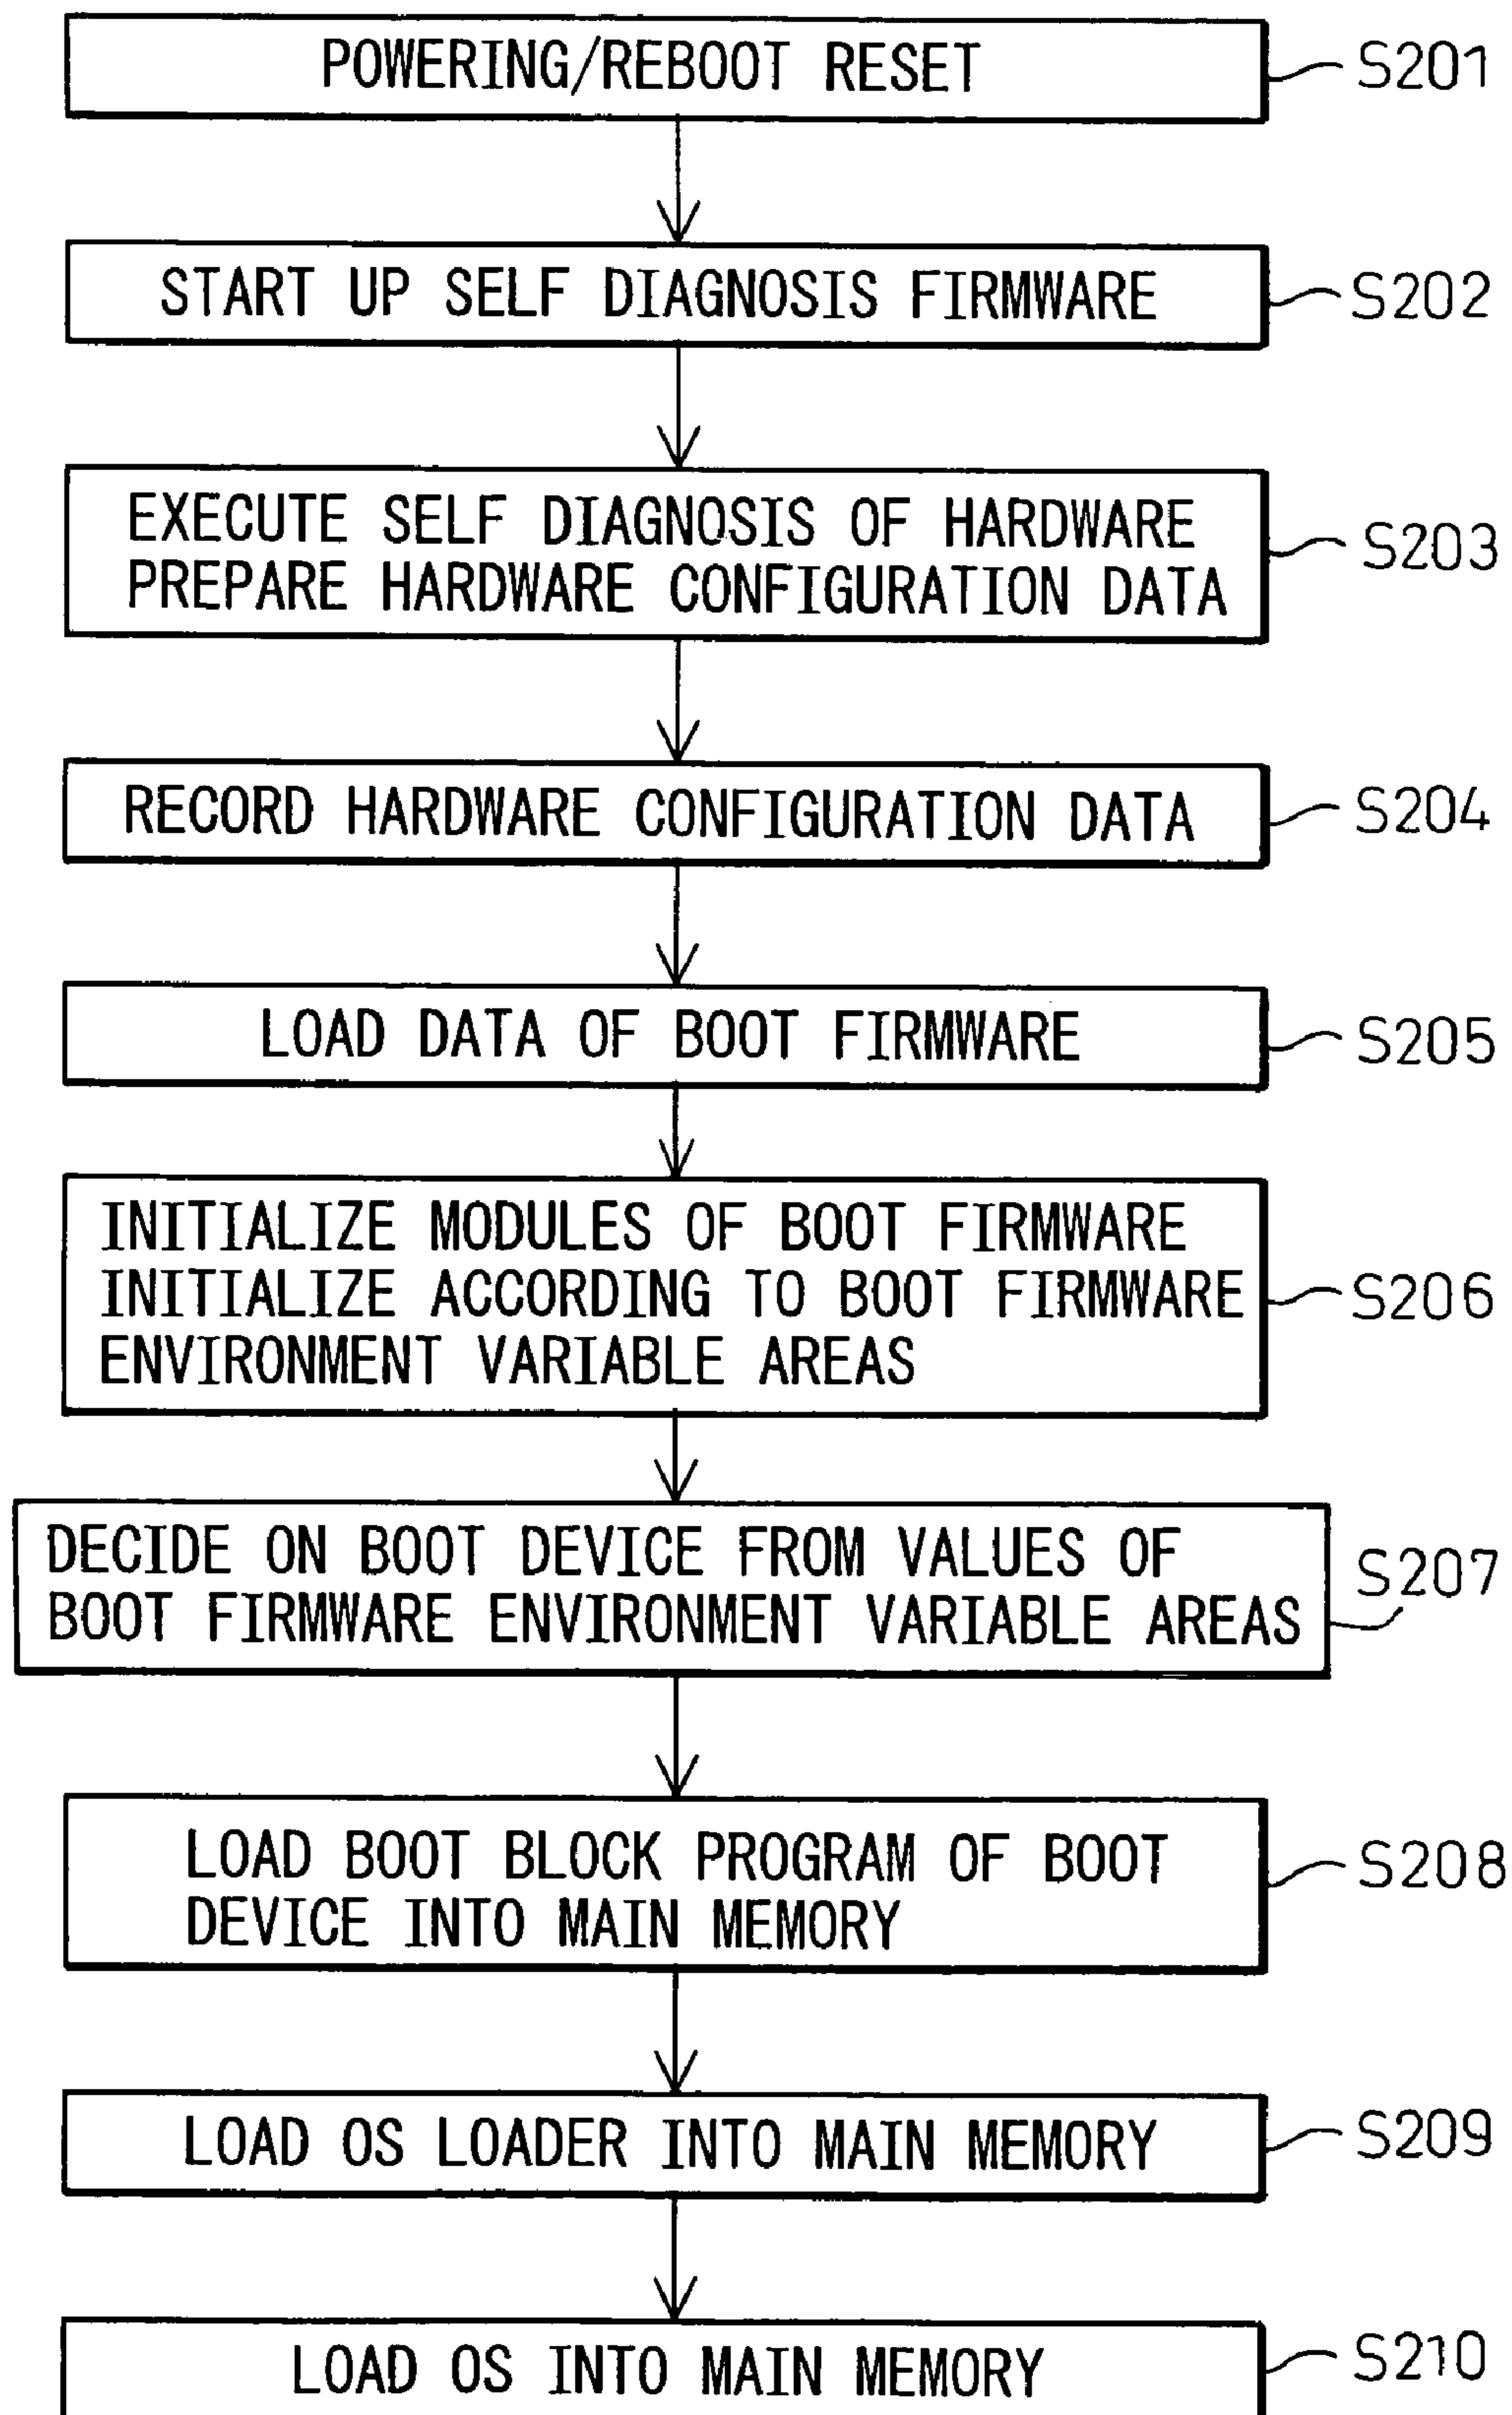 POWERING/REBOOT RESET
S201
START UP SELF DIAGNOSIS FIRMWARE
S202
EXECUTE SELF DIAGNOSIS OF HARDWARE
PREPARE HARDWARE CONFIGURATION DATA
S203
RECORD HARDWARE CONFIGURATION DATA
S204
LOAD DATA OF BOOT FIRMWARE
S205
INITIALIZE MODULES OF BOOT FIRMWARE
INITIALIZE ACCORDING TO BOOT FIRMWARE
ENVIRONMENT VARIABLE AREAS
S206
DECIDE ON BOOT DEVICE FROM VALUES OF
BOOT FIRMWARE ENVIRONMENT VARIABLE AREAS
S207
LOAD BOOT BLOCK PROGRAM OF BOOT
DEVICE INTO MAIN MEMORY
S208
LOAD OS LOADER INTO MAIN MEMORY
S209
LOAD OS INTO MAIN MEMORY
S210